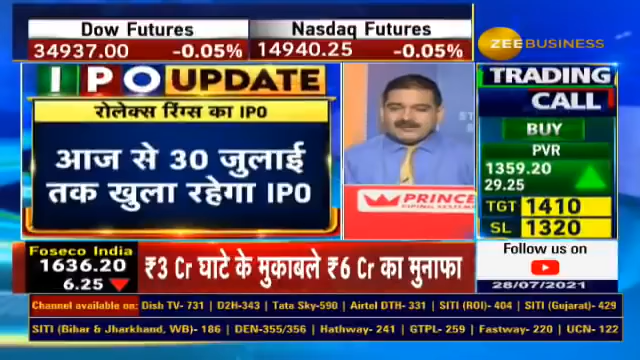 Dow Futures
34937.00 -0.05%
Nasdaq Futures
14940.25 -0.05%
ZEE BUSINESS
IPO UPDATE
रोलेक्स रिंग्स का IPO
आज से 30 जुलाई
तक खुला रहेगा IPO
PRINCE
PIPING SYSTEMS
TRADING
CALL
BUY
PVR
1359.20
29.25
TGT 1410
SL 1320
Foseco India
1636.20
6.25
₹3 Cr घाटे के मुकाबले ₹6 Cr का मुनाफा
Follow us on
28/07/2021
Channel available on: Dish TV- 731 | D2H-343 | Tata Sky-590 | Airtel DTH- 331 | SITI (ROI)- 404 | SITI (Gujarat)- 429
SITI (Bihar & Jharkhand, WB)- 186 | DEN-355/356 | Hathway- 241 | GTPL- 259 | Fastway- 220 | UCN- 122